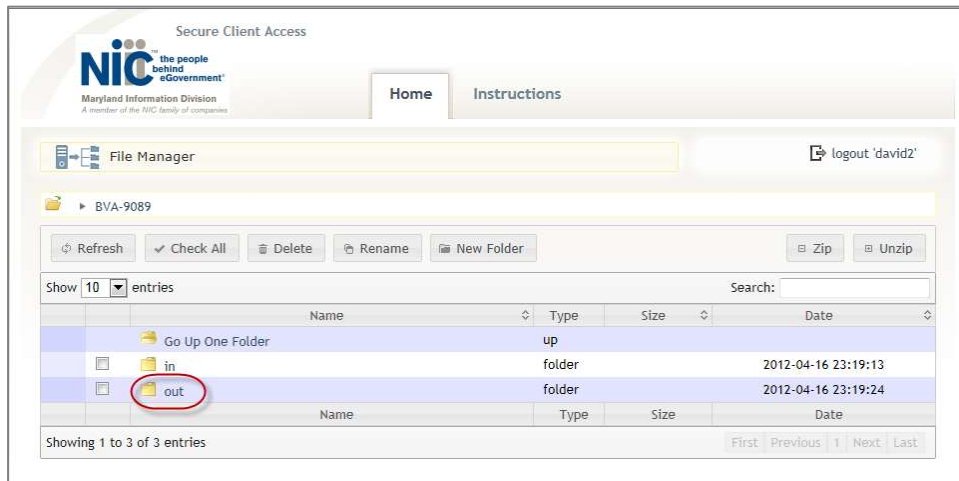 Secure Client Access
NIC™ the people
behind
eGovernment
Maryland Information Division
A member of the NIC family of companies
Home Instructions
File Manager
logout 'david2'
BVA-9089
Refresh Check All Delete Rename New Folder Zip Unzip
Show 10 entries Search:
Name Type Size Date
Go Up One Folder up
in folder 2012-04-16 23:19:13
out folder 2012-04-16 23:19:24
Name Type Size Date
Showing 1 to 3 of 3 entries First Previous 1 Next Last